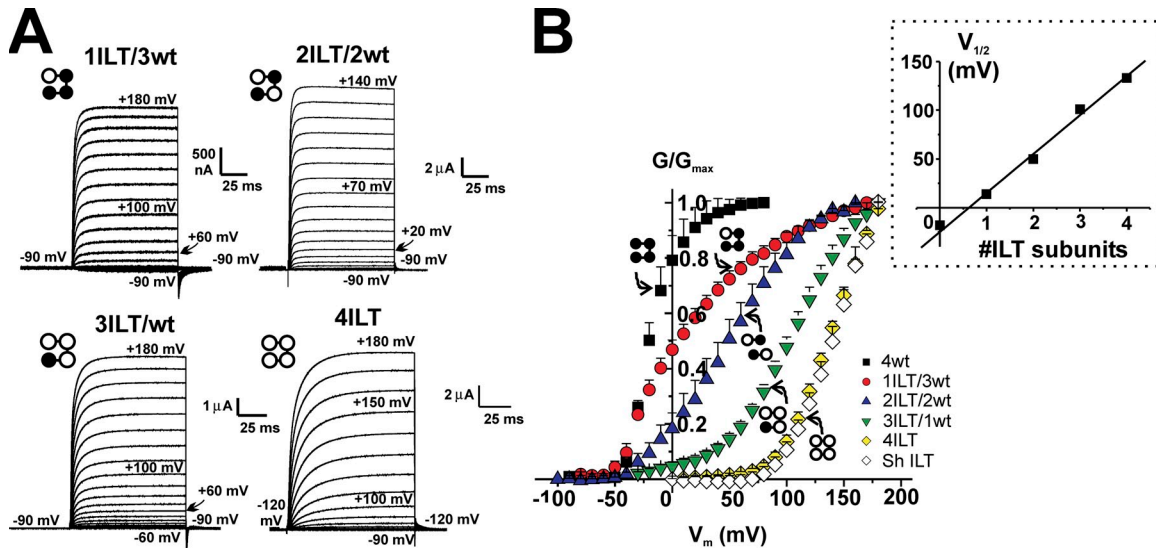 A
1ILT/3wt
+180 mV
+100 mV
+60 mV
-90 mV
-90 mV
-90 mV
500
nA
25 ms
2ILT/2wt
+140 mV
+70 mV
+20 mV
-90 mV
-90 mV
-90 mV
2 μA
25 ms
3ILT/wt
+180 mV
+100 mV
+60 mV
-90 mV
-90 mV
-60 mV
1 μA
25 ms
4ILT
+180 mV
+150 mV
+100 mV
-120
mV
-120 mV
-90 mV
2 μA
25 ms
B
G/Gmax
1.0
0.8
0.6
0.4
0.2
-100 -50 0 50 100 150 200
Vm (mV)
4wt
1ILT/3wt
2ILT/2wt
3ILT/1wt
4ILT
Sh ILT
V1/2
(mV)
150
100
50
0
0 1 2 3 4
#ILT subunits